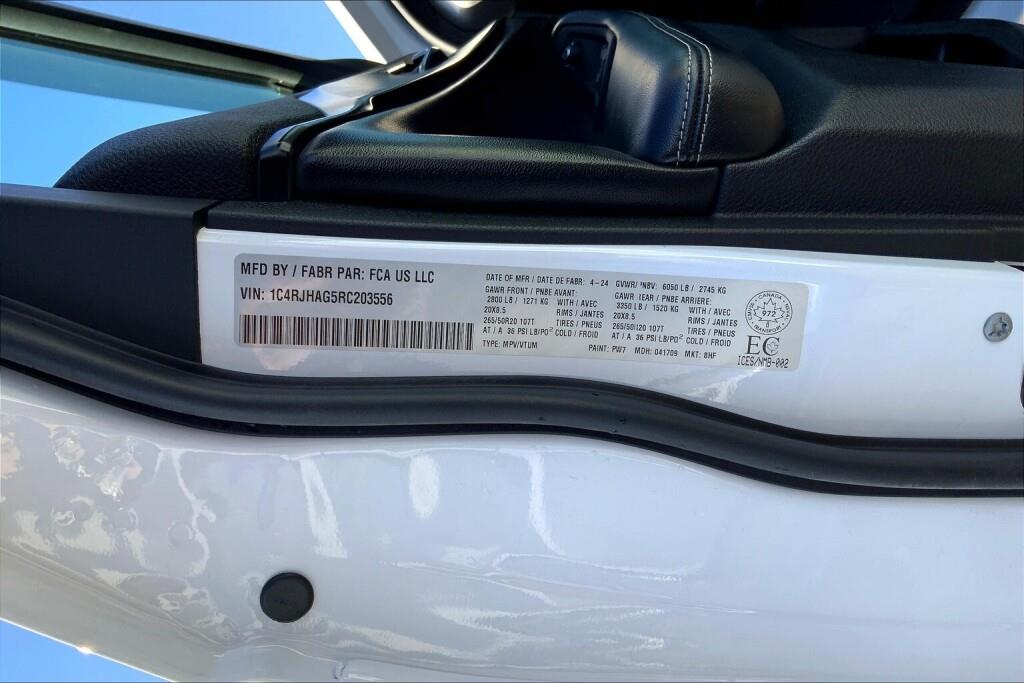 MFD BY / FABR PAR: FCA US LLC
VIN: 1C4RJHAG5RC203556
DATE OF MFR / DATE DE FABR: 4-24
GAWR FRONT / PNBE AVANT:
2800 LB / 1271 KG WITH / AVEC
20X8.5 RIMS / JANTES
265/50R20 107T TIRES / PNEUS
AT / A 36 PSI LB/PO² COLD / FROID
TYPE: MPV/VTUM
GVWR/ 6050 LB / 2745 KG
GAWR / PNBE ARRIERE:
3350 LB / 1520 KG WITH / AVEC
20X8.5 RIMS / JANTES
107T TIRES / PNEUS
AT / A 36 PSI LB/PO² COLD / FROID
PAINT: PW7 MDH: 041709 MKT: 8HF
CANADA
972
TRANSPORT
EC
ICES/NMB-002